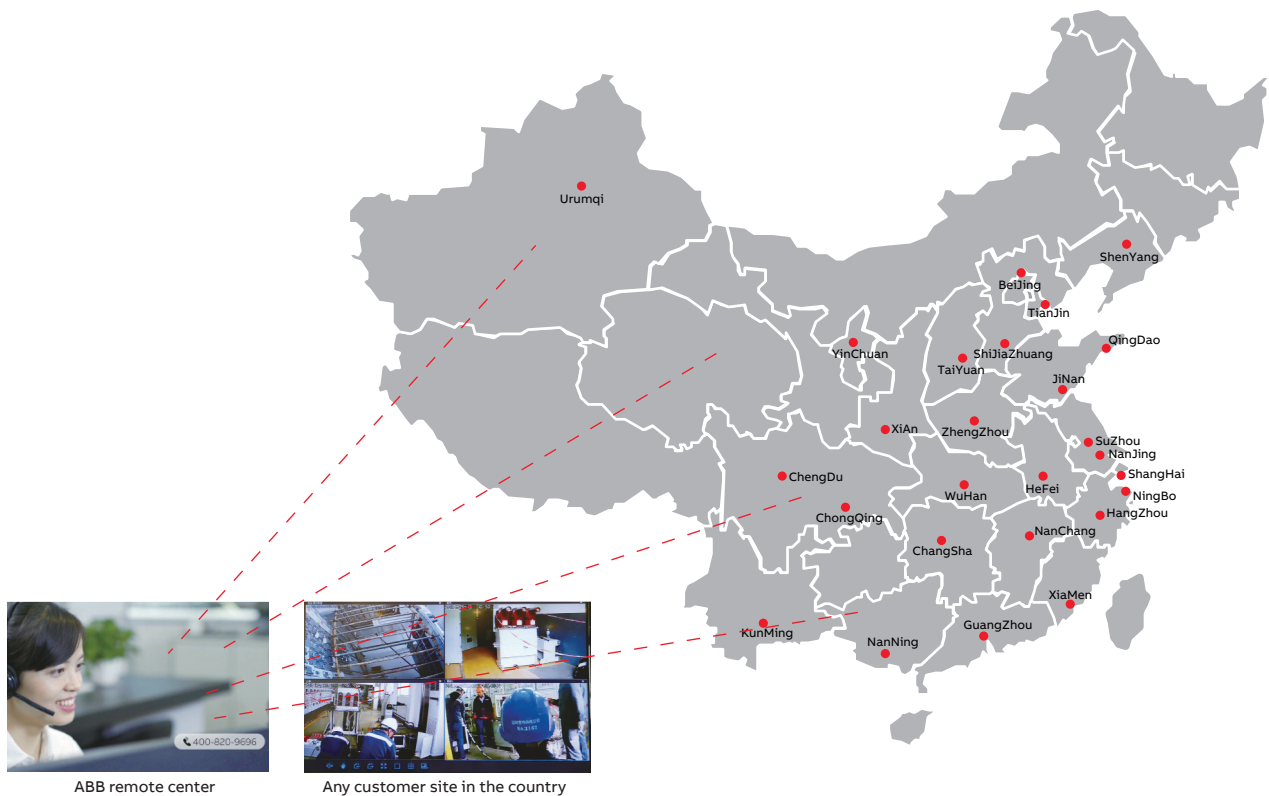 Urumqi
ShenYang
BeiJing
TianJin
QingDao
YinChuan
ShiJiaZhuang
TaiYuan
JiNan
XiAn
ZhengZhou
SuZhou
NanJing
ChengDu
ShangHai
HeFei
WuHan
NingBo
ChongQing
HangZhou
NanChang
ChangSha
XiaMen
GuangZhou
KunMing
NanNing
400-820-9696
ABB remote center
Any customer site in the country